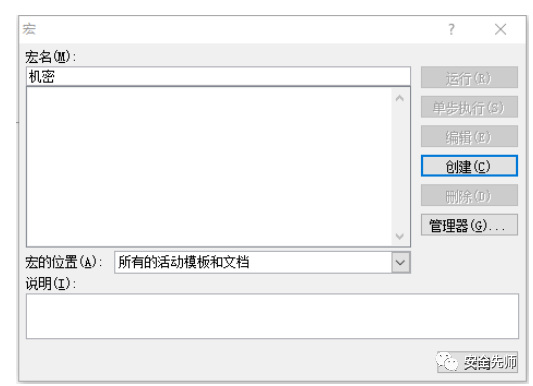 宏
?
宏名(M):
机密
运行(R)
单步执行(S)
编辑(E)
创建(C)
删除(D)
管理器(G)...
宏的位置(A): 所有的活动模板和文档
说明(I):
先师